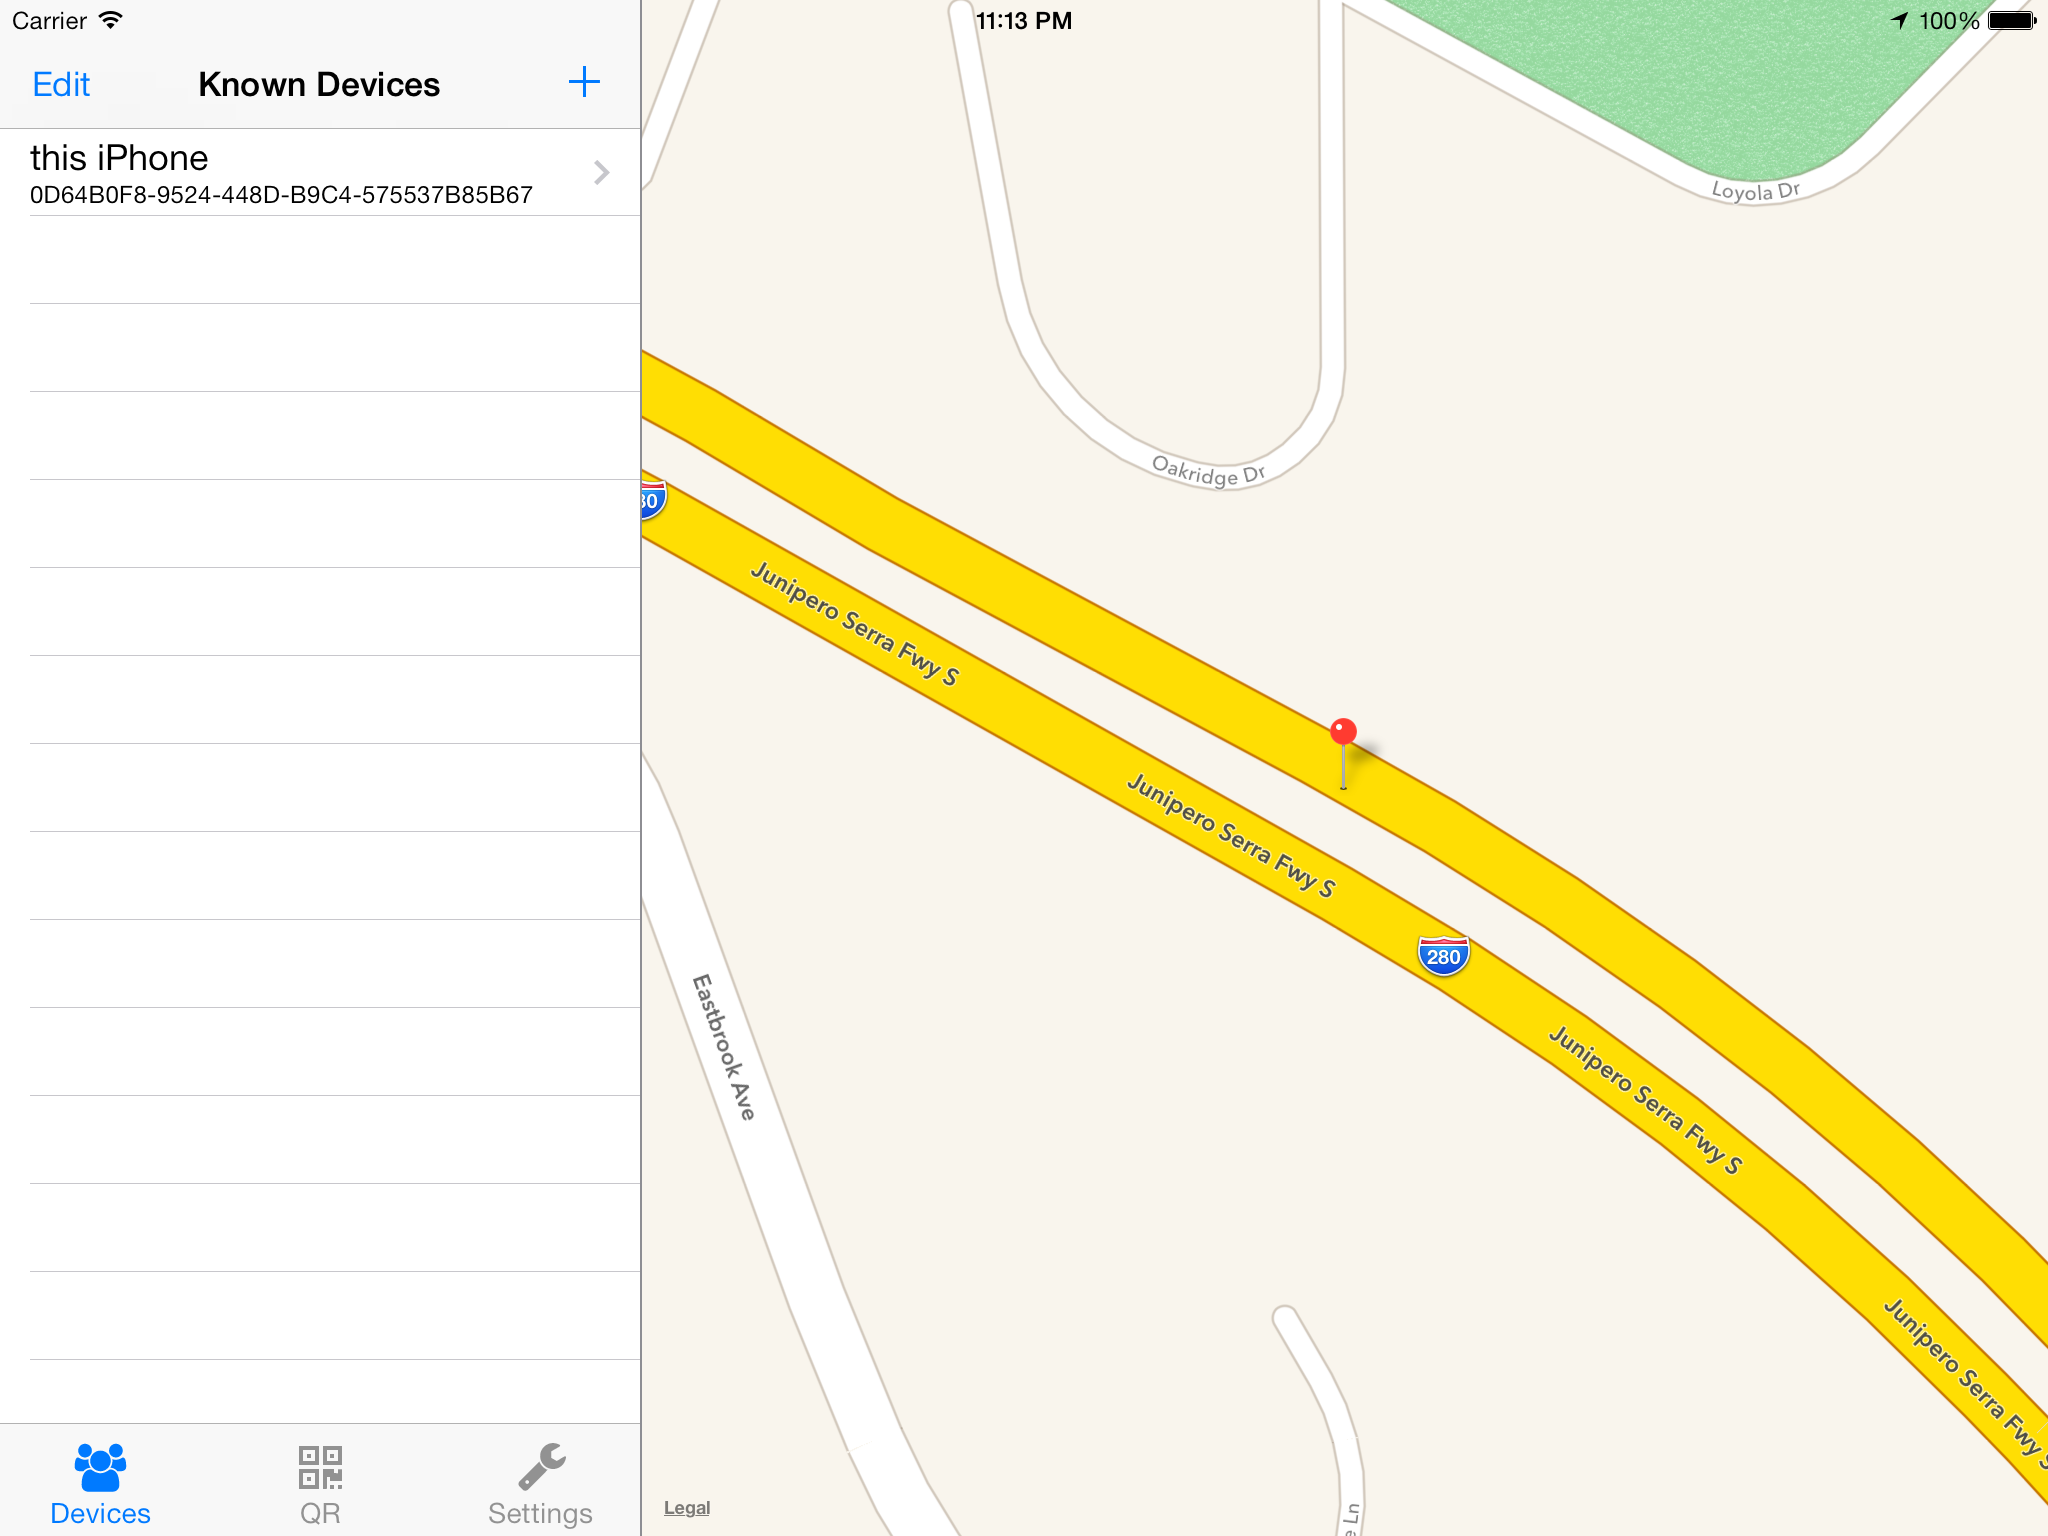 Carrier
11:13 PM
100%
Edit
Known Devices
this iPhone
0D64B0F8-9524-448D-B9C4-575537B85B67
Loyola Dr
Oakridge Dr
Junipero Serra Fwy S
Junipero Serra Fwy S
280
Junipero Serra Fwy S
Eastbrook Ave
Junipero Serra Fwy S
Legal
Ln
Devices
QR
Settings